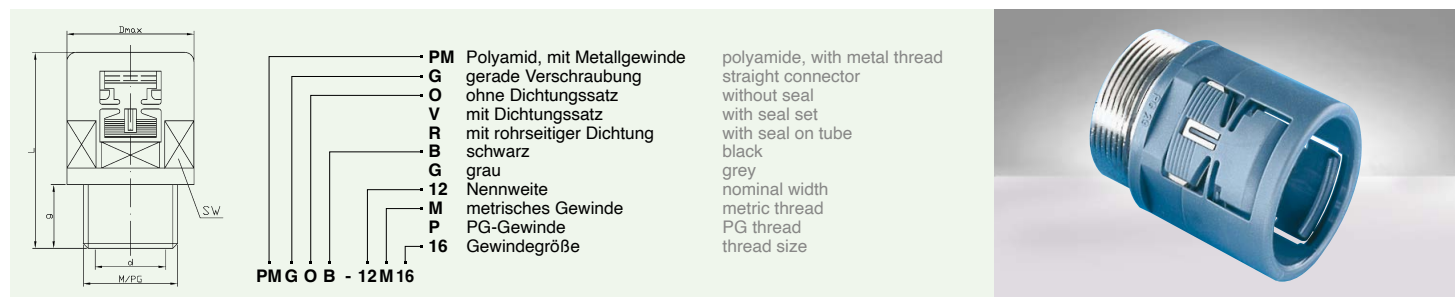 Dmax
L
g
SW
d
M/PG
PM Polyamid, mit Metallgewinde polyamide, with metal thread
G gerade Verschraubung straight connector
O ohne Dichtungssatz without seal
V mit Dichtungssatz with seal set
R mit rohrseitiger Dichtung with seal on tube
B schwarz black
G grau grey
12 Nennweite nominal width
M metrisches Gewinde metric thread
P PG-Gewinde PG thread
16 Gewindegröße thread size
PM G O B - 12 M 16
PG 29